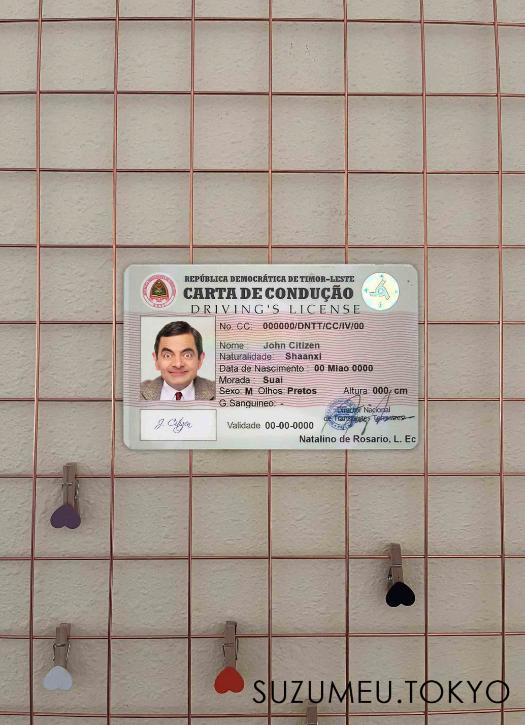 REPÚBLICA DEMOCRÁTICA DE TIMOR-LESTE
CARTA DE CONDUÇÃO
DRIVING'S LICENSE
No. CC: 000000/DNTT/CC/IV/00
Nome : John Citizen
Naturalidade: Shaanxi
Data de Nascimento : 00 Miao 0000
Morada : Suai
Sexo: M Olhos Pretos Altura 000, cm
G Sanguineo: -
J. Citizen
Validade 00-00-0000
Director Nacional
de Transportes Terrestres
Natalino de Rosario, L. Ec
SUZUMEU.TOKYO